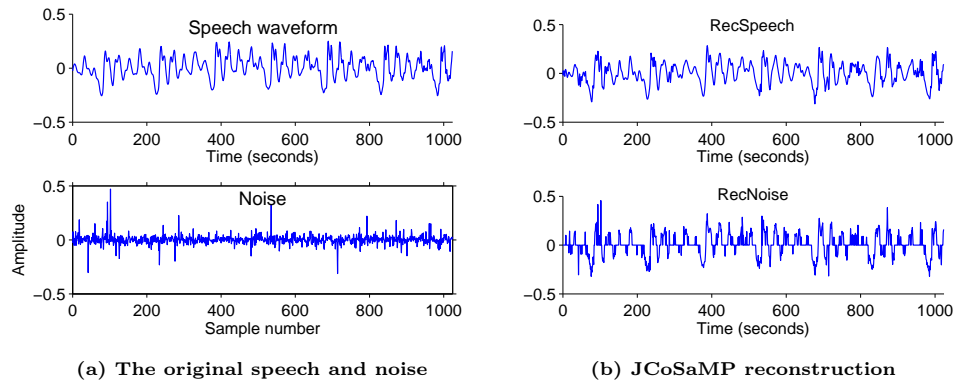 Speech waveform
0.5
0
−0.5
0 200 400 600 800 1000
Time (seconds)
Noise
Amplitude
0.5
0
−0.5
0 200 400 600 800 1000
Sample number
(a) The original speech and noise
RecSpeech
0.5
0
−0.5
0 200 400 600 800 1000
Time (seconds)
RecNoise
0.5
0
−0.5
0 200 400 600 800 1000
Time (seconds)
(b) JCoSaMP reconstruction